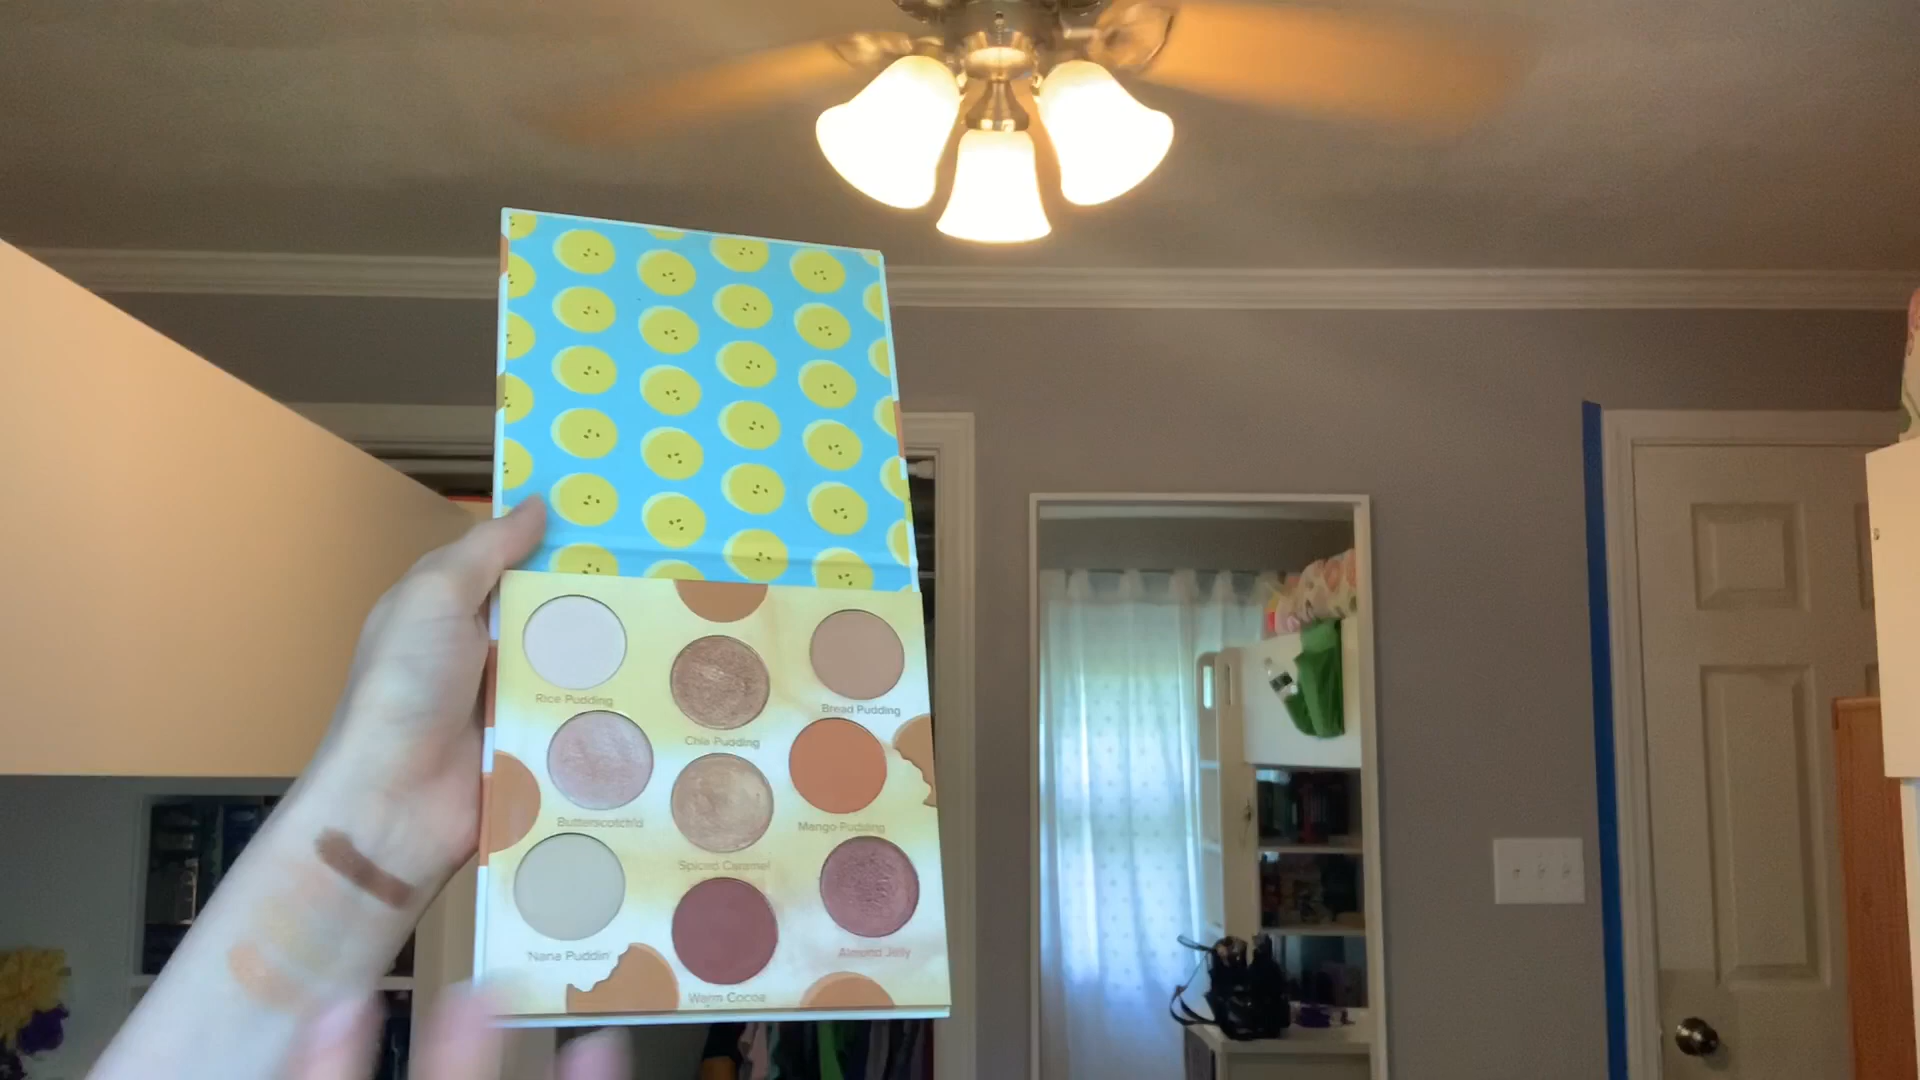 Rice Pudding
Bread Pudding
Chia Pudding
Butterscotch'd
Mango Pudding
Spiced Caramel
'Nana Puddin'
Almond Jelly
Warm Cocoa